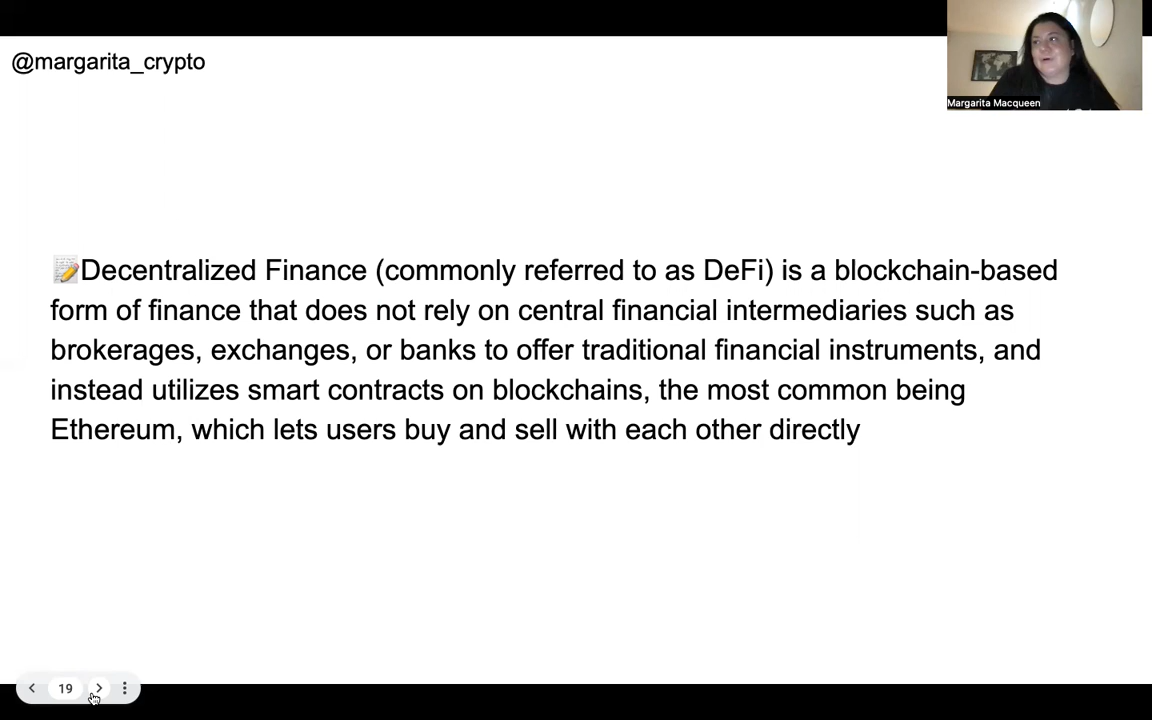 @margarita_crypto
Margarita Macqueen
📝Decentralized Finance (commonly referred to as DeFi) is a blockchain-based
form of finance that does not rely on central financial intermediaries such as
brokerages, exchanges, or banks to offer traditional financial instruments, and
instead utilizes smart contracts on blockchains, the most common being
Ethereum, which lets users buy and sell with each other directly
19